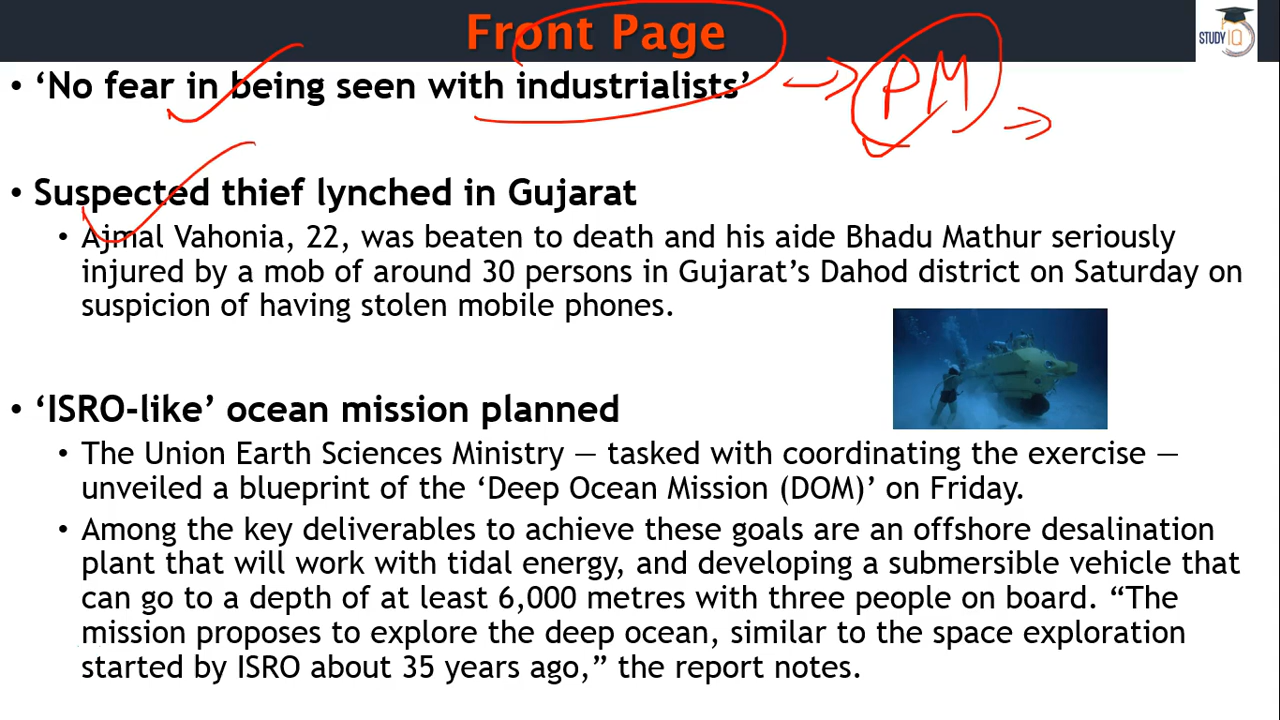 Front Page
STUDY IQ
• ‘No fear in being seen with industrialists’
PM
• Suspected thief lynched in Gujarat
• Ajmal Vahonia, 22, was beaten to death and his aide Bhadu Mathur seriously
injured by a mob of around 30 persons in Gujarat’s Dahod district on Saturday on
suspicion of having stolen mobile phones.
• ‘ISRO-like’ ocean mission planned
• The Union Earth Sciences Ministry — tasked with coordinating the exercise —
unveiled a blueprint of the ‘Deep Ocean Mission (DOM)’ on Friday.
• Among the key deliverables to achieve these goals are an offshore desalination
plant that will work with tidal energy, and developing a submersible vehicle that
can go to a depth of at least 6,000 metres with three people on board. “The
mission proposes to explore the deep ocean, similar to the space exploration
started by ISRO about 35 years ago,” the report notes.